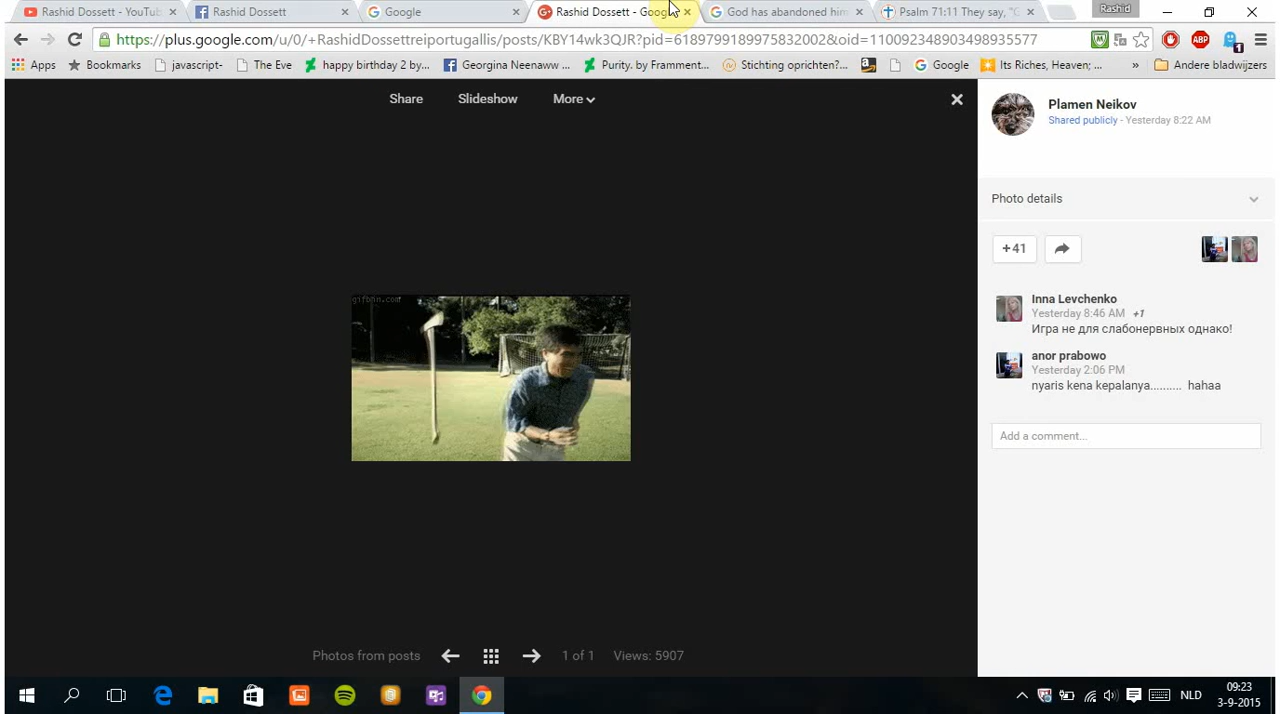 Rashid Dossett - YouTub
Rashid Dossett
Google
Rashid Dossett - Goog
God has abandoned him
Psalm 71:11 They say, "G
Rashid
https://plus.google.com/u/0/+RashidDossettreipportugallis/posts/KBY14wk3QJR?pid=6189799189975832002&oid=110092348903498935577
ABP
1
Apps
Bookmarks
javascript-
The Eve
happy birthday 2 by...
Georgina Neenaww ...
Purity. by Framment...
Stichting oprichten?...
Google
Its Riches, Heaven; ...
»
Andere bladwijzers
Share
Slideshow
More
Plamen Neikov
Shared publicly - Yesterday 8:22 AM
Photo details
+41
gifbin.com
Inna Levchenko
Yesterday 8:46 AM +1
Игра не для слабонервных однако!
anor prabowo
Yesterday 2:06 PM
nyaris kena kepalanya.......... hahaa
Add a comment...
Photos from posts
1 of 1
Views: 5907
NLD
09:23
3-9-2015